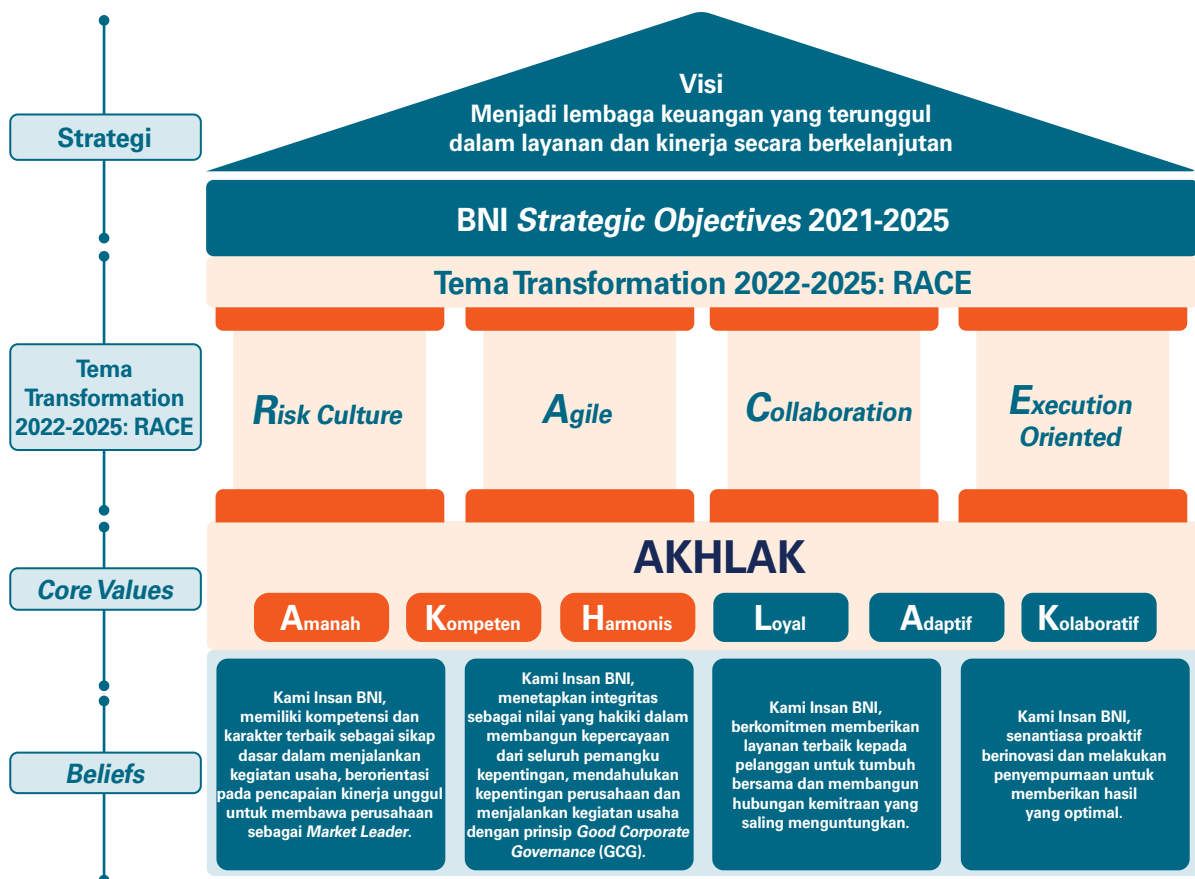 Strategi
Visi
Menjadi lembaga keuangan yang terunggul
dalam layanan dan kinerja secara berkelanjutan
BNI Strategic Objectives 2021-2025
Tema Transformation 2022-2025: RACE
Tema
Transformation
2022-2025: RACE
Risk Culture
Agile
Collaboration
Execution
Oriented
Core Values
AKHLAK
Amanah
Kompeten
Harmonis
Loyal
Adaptif
Kolaboratif
Beliefs
Kami Insan BNI,
memiliki kompetensi dan
karakter terbaik sebagai sikap
dasar dalam menjalankan
kegiatan usaha, berorientasi
pada pencapaian kinerja unggul
untuk membawa perusahaan
sebagai Market Leader.
Kami Insan BNI,
menetapkan integritas
sebagai nilai yang hakiki dalam
membangun kepercayaan
dari seluruh pemangku
kepentingan, mendahulukan
kepentingan perusahaan dan
menjalankan kegiatan usaha
dengan prinsip Good Corporate
Governance (GCG).
Kami Insan BNI,
berkomitmen memberikan
layanan terbaik kepada
pelanggan untuk tumbuh
bersama dan membangun
hubungan kemitraan yang
saling menguntungkan.
Kami Insan BNI,
senantiasa proaktif
berinovasi dan melakukan
penyempurnaan untuk
memberikan hasil
yang optimal.